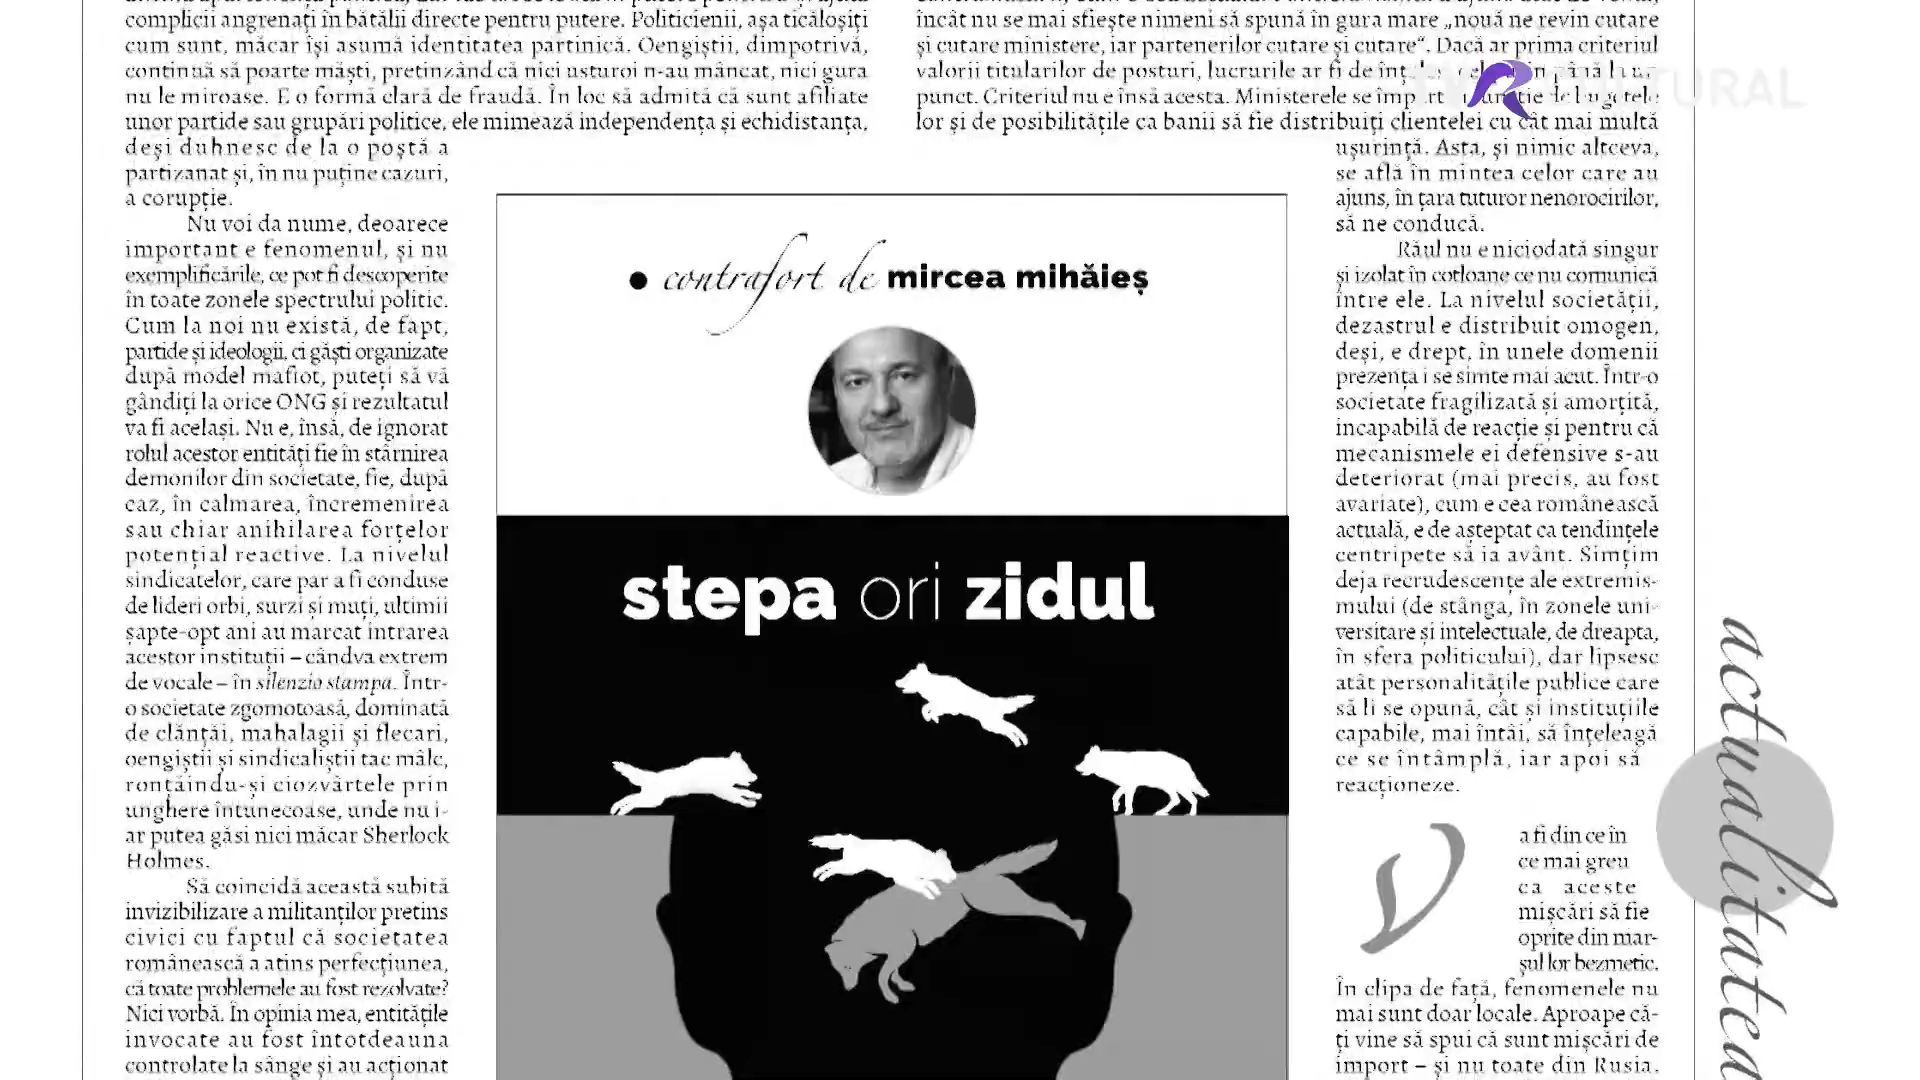 complicii angrenați în bătălii directe pentru putere. Politicienii, așa ticăloșiți
cum sunt, măcar își asumă identitatea partinică. Oengiștii, dimpotrivă,
continuă să poarte măști, pretinzând că nici usturoi n-au mâncat, nici gura
nu le miroase. E o formă clară de fraudă. În loc să admită că sunt afiliate
unor partide sau grupări politice, ele mimează independența și echidistanța,
deși duhnesc de la o poștă a
partizanat și, în nu puține cazuri,
a corupție.
Nu voi da nume, deoarece
important e fenomenul, și nu
exemplificările, ce pot fi descoperite
în toate zonele spectrului politic.
Cum la noi nu există, de fapt,
partide și ideologii, ci găști organizate
după model mafiot, puteți să vă
gândiți la orice ONG și rezultatul
va fi același. Nu e, însă, de ignorat
rolul acestor entități fie în stârnirea
demonilor din societate, fie, după
caz, în calmarea, încremenirea
sau chiar anihilarea forțelor
potențial reactive. La nivelul
sindicatelor, care par a fi conduse
de lideri orbi, surzi și muți, ultimii
șapte-opt ani au marcat intrarea
acestor instituții – cândva extrem
de vocale – în silenzio stampa. Într-
o societate zgomotoasă, dominată
de clănțăi, mahalagii și flecari,
oengiștii și sindicaliștii tac mâlc,
ronțăindu-și ciozvârtele prin
unghere întunecoase, unde nu i-
ar putea găsi nici măcar Sherlock
Holmes.
Să coincidă această subită
invizibilizare a militanților pretins
civici cu faptul că societatea
românească a atins perfecțiunea,
că toate problemele au fost rezolvate?
Nici vorbă. În opinia mea, entitățile
invocate au fost întotdeauna
controlate la sânge și au acționat
• contrafort de mircea mihăieș
stepa ori zidul
încât nu se mai sfiește nimeni să spună în gura mare „nouă ne revin cutare
și cutare ministere, iar partenerilor cutare și cutare“. Dacă ar prima criteriul
valorii titularilor de posturi, lucrurile ar fi de
punct. Criteriul nu e însă acesta. Ministerele se
lor și de posibilitățile ca banii să fie distribuiți clientelei cu cât mai multă
ușurință. Asta, și nimic altceva,
se află în mintea celor care au
ajuns, în țara tuturor nenorocirilor,
să ne conducă.
Răul nu e niciodată singur
și izolat în cotloane ce nu comunică
între ele. La nivelul societății,
dezastrul e distribuit omogen,
deși, e drept, în unele domenii
prezența i se simte mai acut. Într-o
societate fragilizată și amorțită,
incapabilă de reacție și pentru că
mecanismele ei defensive s-au
deteriorat (mai precis, au fost
avariate), cum e cea românească
actuală, e de așteptat ca tendințele
centripete să ia avânt. Simțim
deja recrudescențe ale extremis-
mului (de stânga, în zonele uni-
versitare și intelectuale, de dreapta,
în sfera politicului), dar lipsesc
atât personalitățile publice care
să li se opună, cât și instituțiile
capabile, mai întâi, să înțeleagă
ce se întâmplă, iar apoi să
reacționeze.
V a fi din ce în
ce mai greu
ca aceste
mișcări să fie
oprite din mar-
șul lor bezmetic.
În clipa de față, fenomenele nu
mai sunt doar locale. Aproape că-
ți vine să spui că sunt mișcări de
import – și nu toate din Rusia.
actualitatea